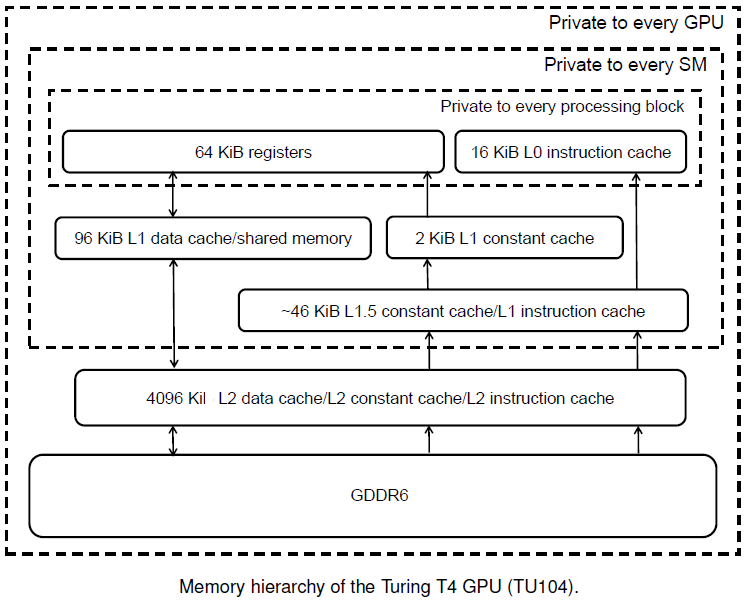 Private to every GPU
Private to every SM
Private to every processing block
64 KiB registers
16 KiB L0 instruction cache
96 KiB L1 data cache/shared memory
2 KiB L1 constant cache
~46 KiB L1.5 constant cache/L1 instruction cache
4096 Kil L2 data cache/L2 constant cache/L2 instruction cache
GDDR6
Memory hierarchy of the Turing T4 GPU (TU104).